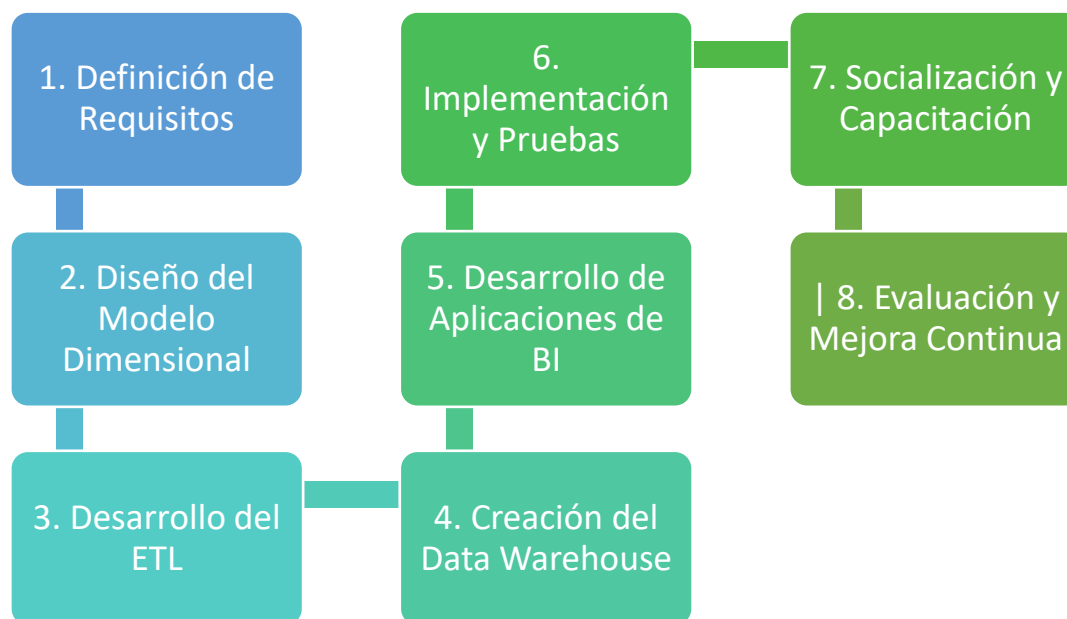 1. Definición de
Requisitos
2. Diseño del
Modelo
Dimensional
3. Desarrollo del
ETL
4. Creación del
Data Warehouse
5. Desarrollo de
Aplicaciones de
BI
6.
Implementación
y Pruebas
7. Socialización y
Capacitación
| 8. Evaluación y
Mejora Continua